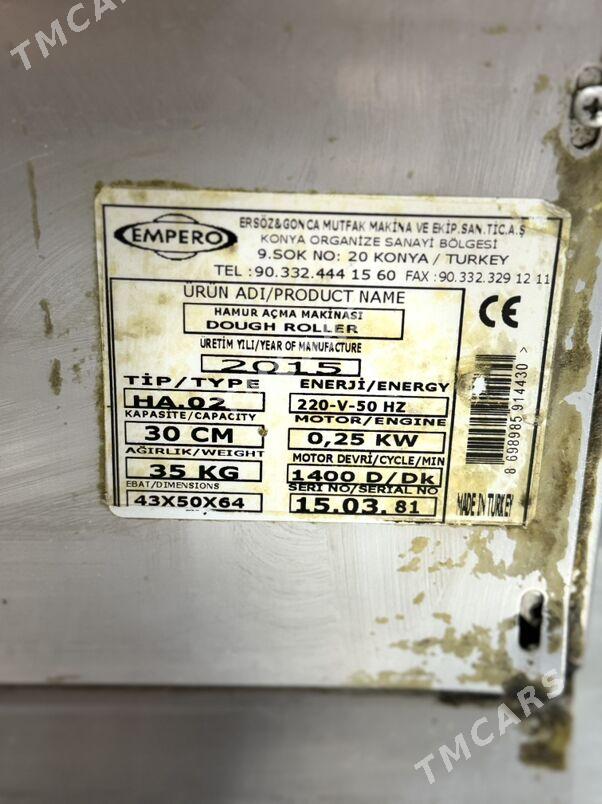 TMCARS
EMPERO
ERSÖZ&GONCA MUTFAK MAKİNA VE EKİP.SAN.TİC.A.Ş
KONYA ORGANİZE SANAYİ BÖLGESİ
9.SOK NO: 20 KONYA / TURKEY
TEL :90.332.444 15 60 FAX :90.332.329 12 11
ÜRÜN ADI/PRODUCT NAME
HAMUR AÇMA MAKİNASI
DOUGH ROLLER
ÜRETİM YILI/YEAR OF MANUFACTURE
2015
TİP/TYPE
HA.02
KAPASİTE/CAPACITY
30 CM
AĞIRLIK/WEIGHT
35 KG
EBAT/DIMENSIONS
43X50X64
ENERJİ/ENERGY
220-V-50 HZ
MOTOR/ENGINE
0,25 KW
MOTOR DEVRİ/CYCLE/MIN
1400 D/Dk
SERI NO/SERIAL NO
15.03. 81
CE
8 698985 914430 >
MADE IN TURKEY
TMCARS